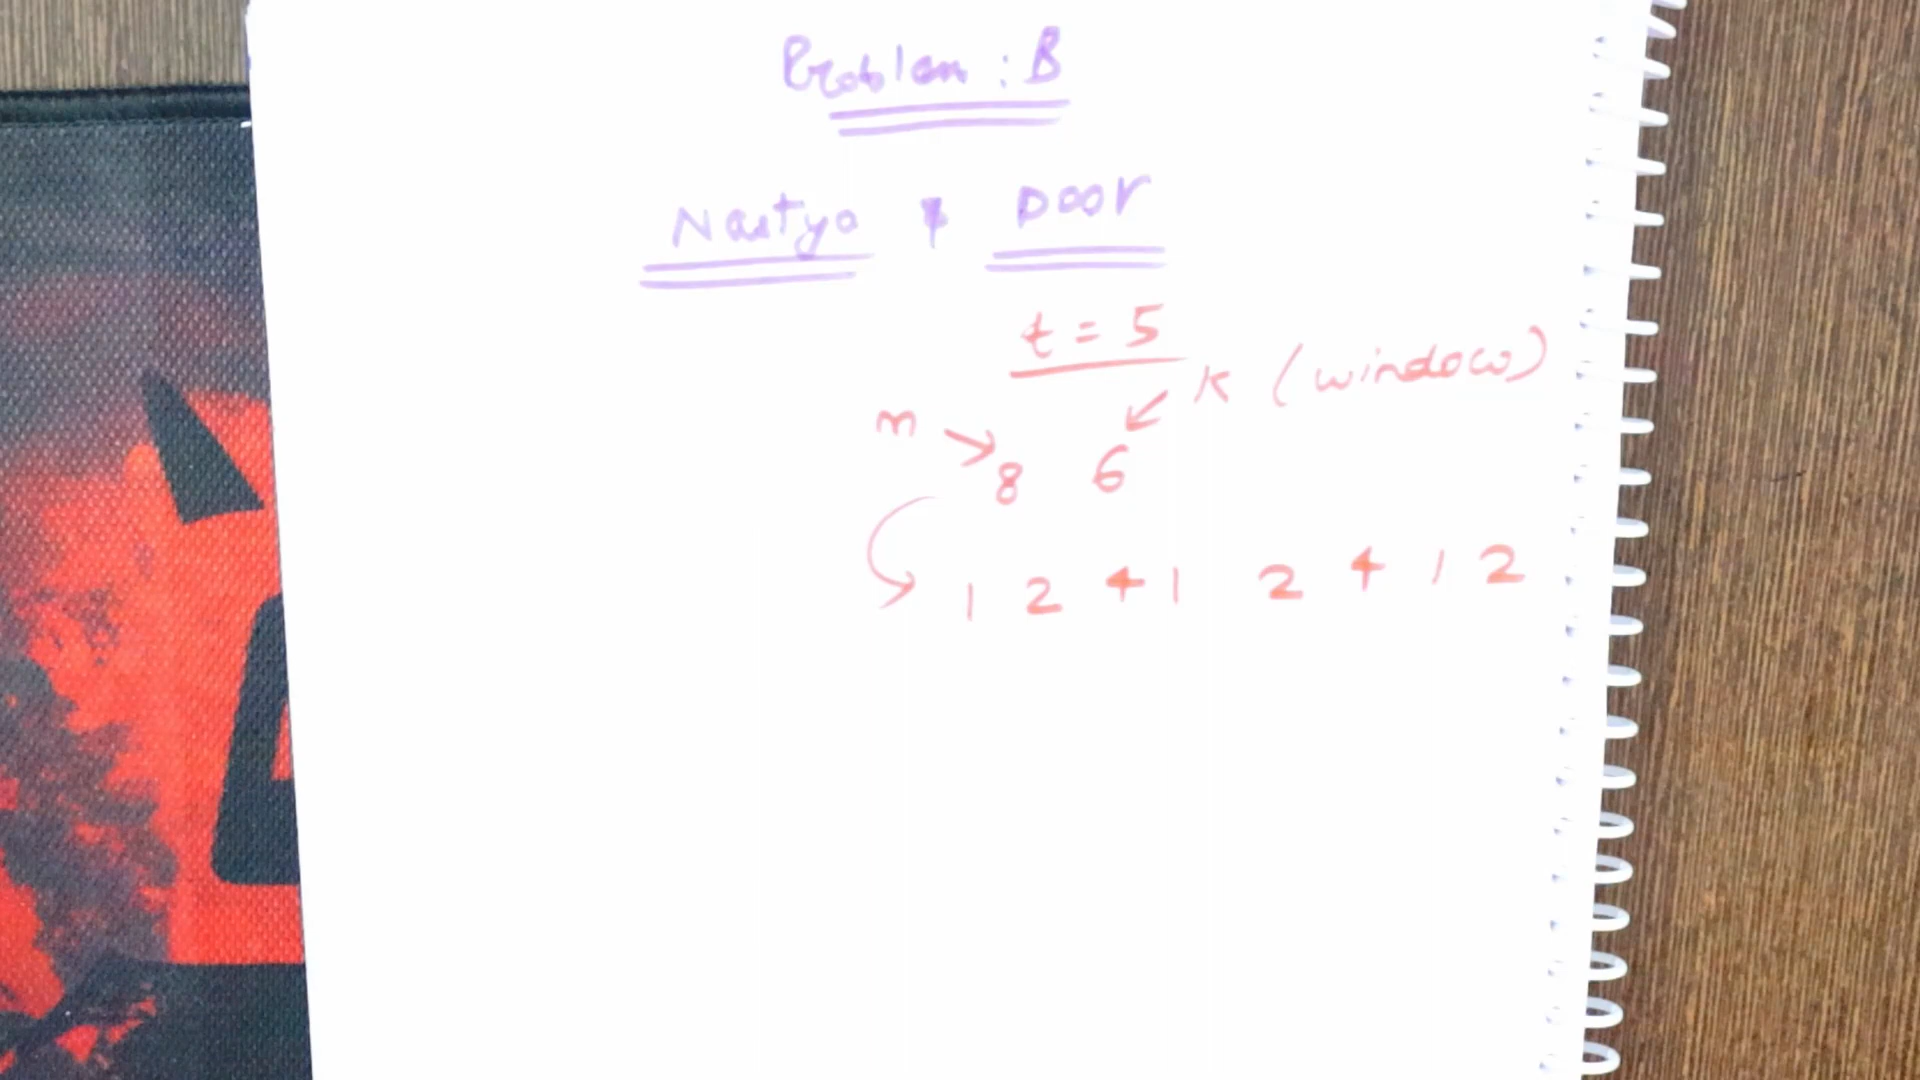 Problem : B
Nastya & Door
t = 5
K (window)
n
8 6
1 2 4 1 2 4 1 2